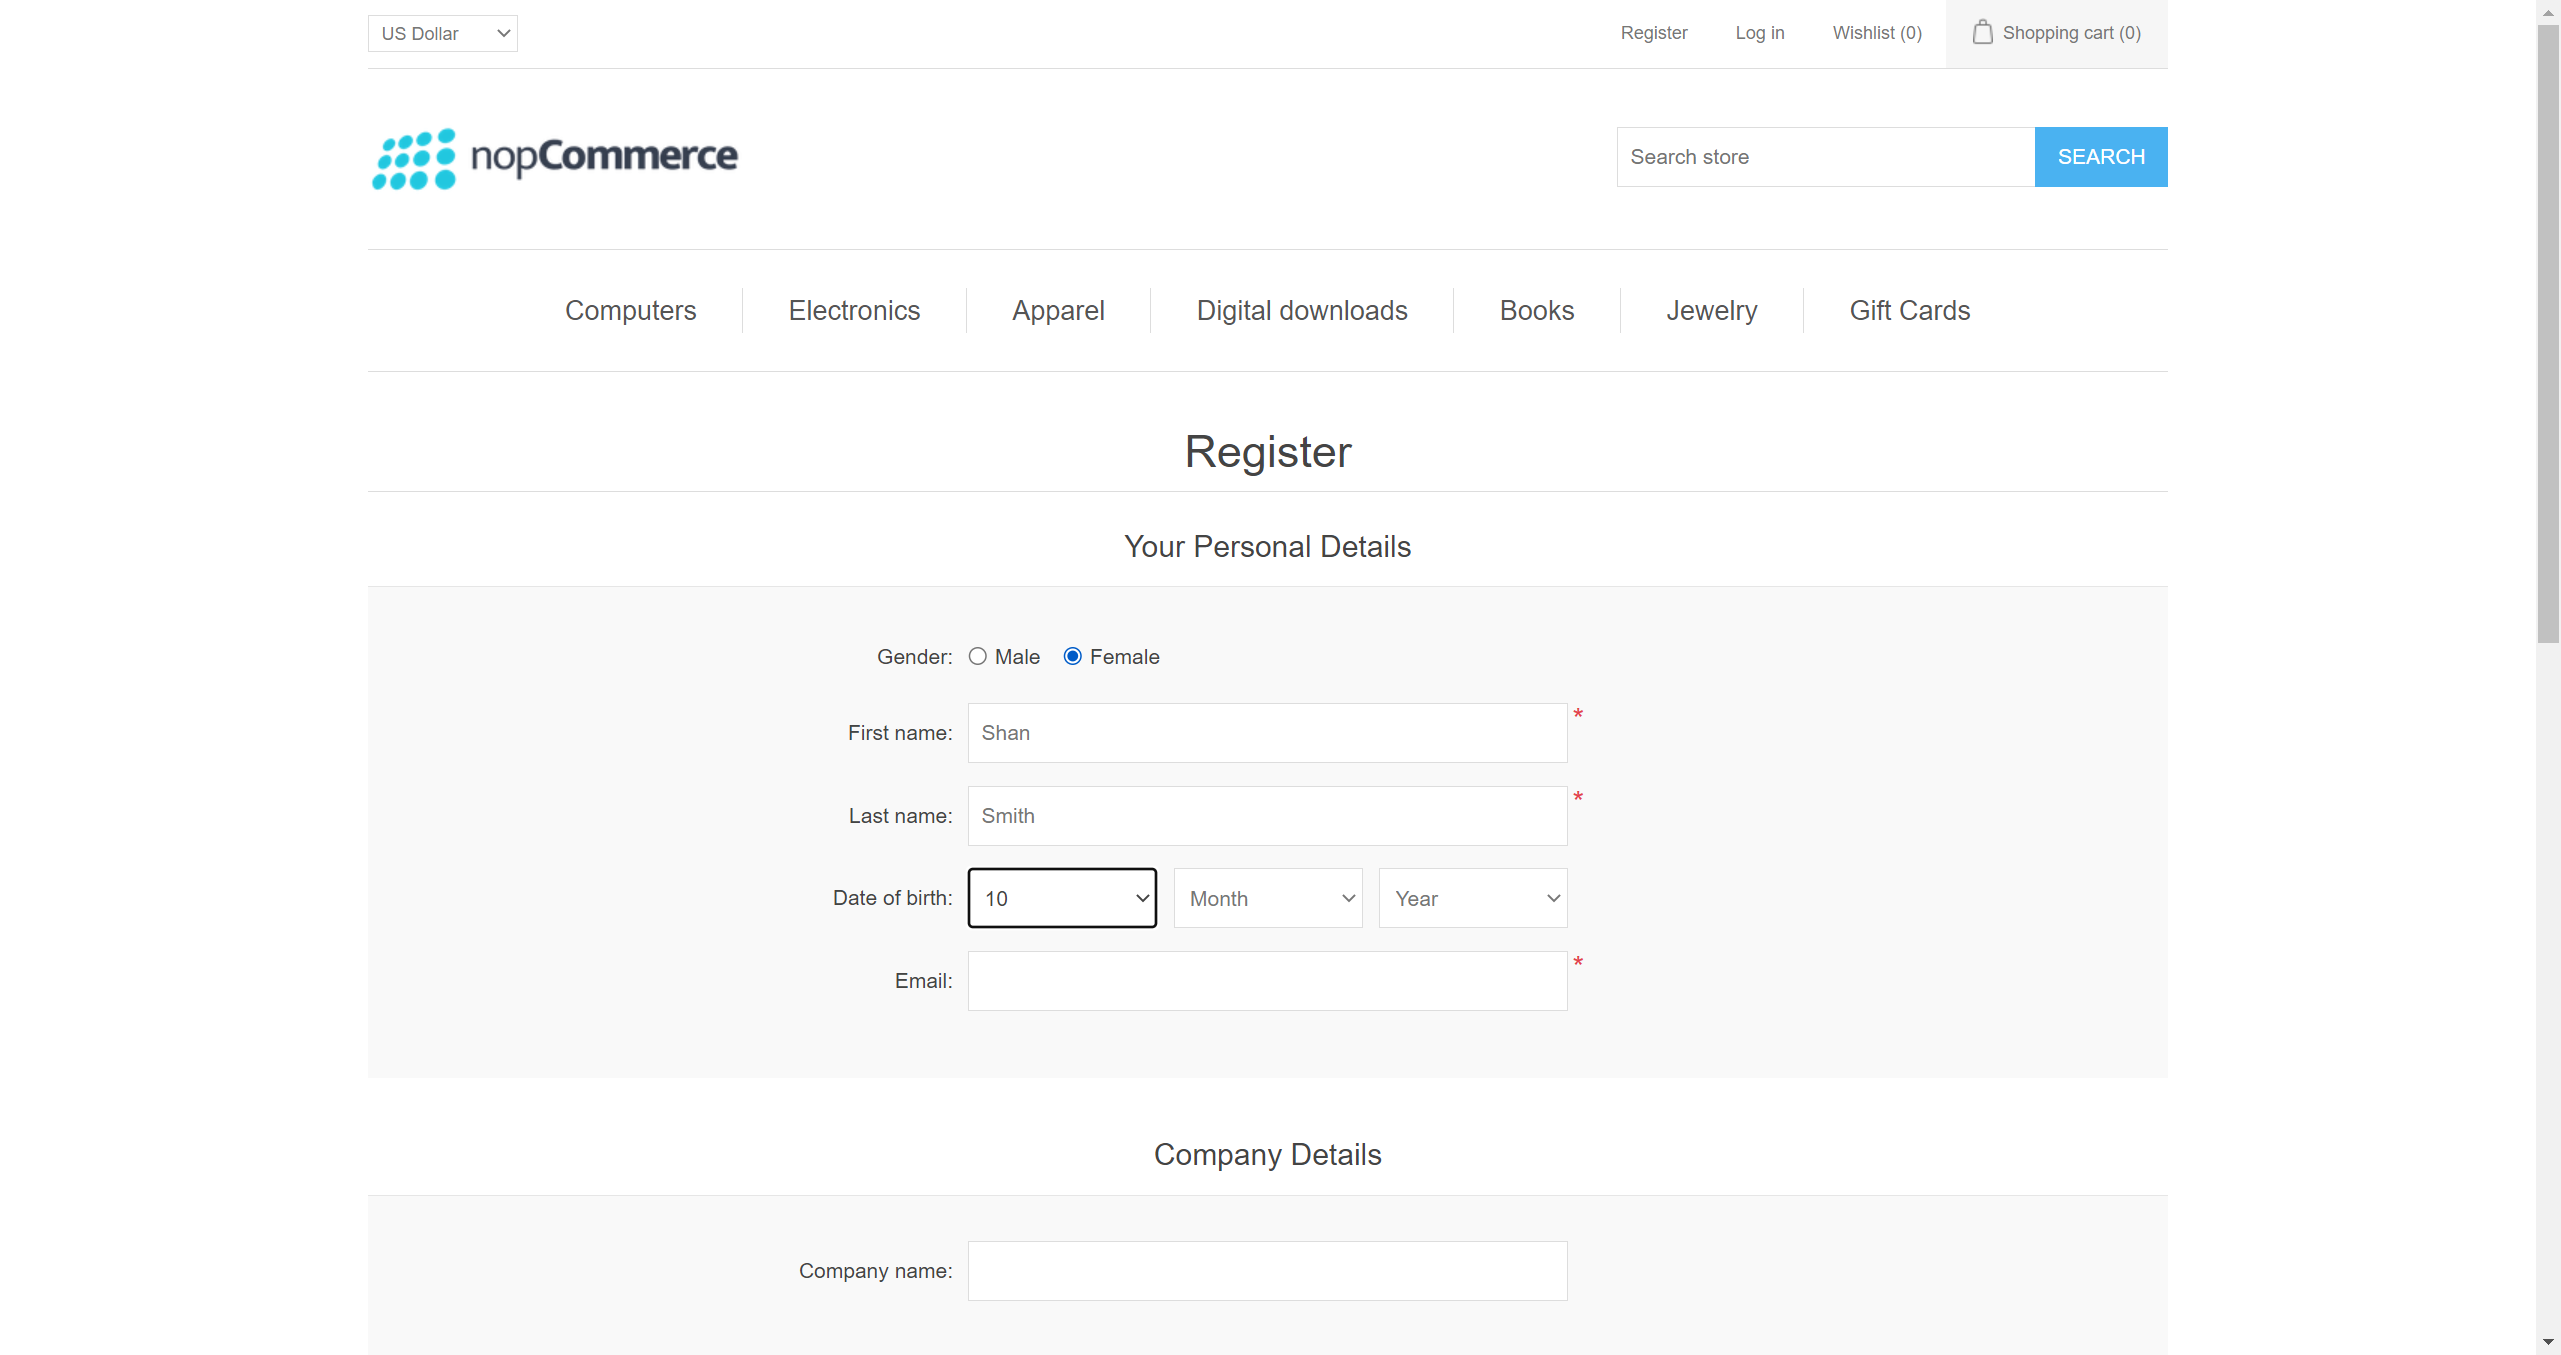 US Dollar
Register
Log in
Wishlist (0)
Shopping cart (0)
nopCommerce
Search store
SEARCH
Computers
Electronics
Apparel
Digital downloads
Books
Jewelry
Gift Cards
Register
Your Personal Details
Gender:
Male
Female
First name:
Shan
*
Last name:
Smith
*
Date of birth:
10
Month
Year
Email:
*
Company Details
Company name: